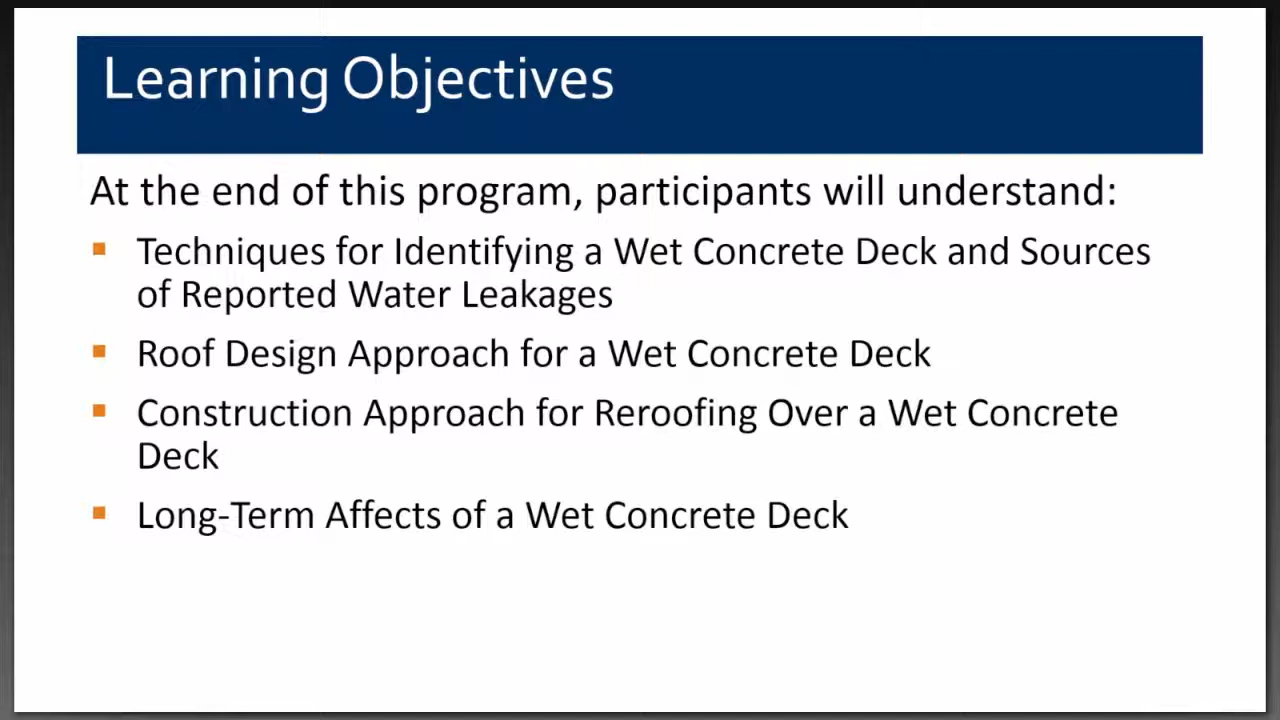 Learning Objectives
At the end of this program, participants will understand:
Techniques for Identifying a Wet Concrete Deck and Sources
of Reported Water Leakages
Roof Design Approach for a Wet Concrete Deck
Construction Approach for Reroofing Over a Wet Concrete
Deck
Long-Term Affects of a Wet Concrete Deck